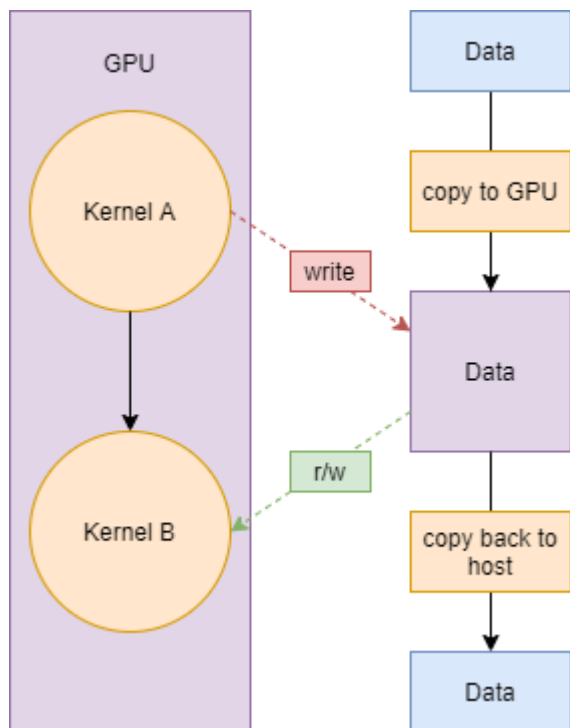 GPU
Data
Kernel A
copy to GPU
write
Data
r/w
Kernel B
copy back to
host
Data